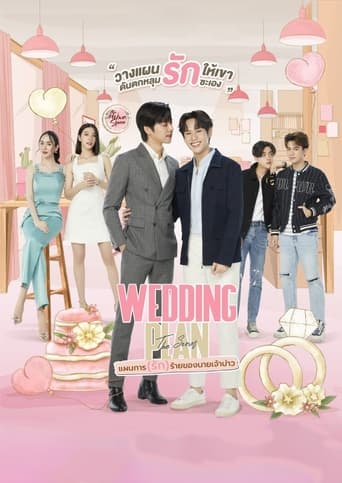 "วางแผนรักให้เขา
ดันตกหลุมซะเอง"
WEDDING
PLAN
The Series
แผนการ (รัก) ร้ายของนายเจ้าบ่าว